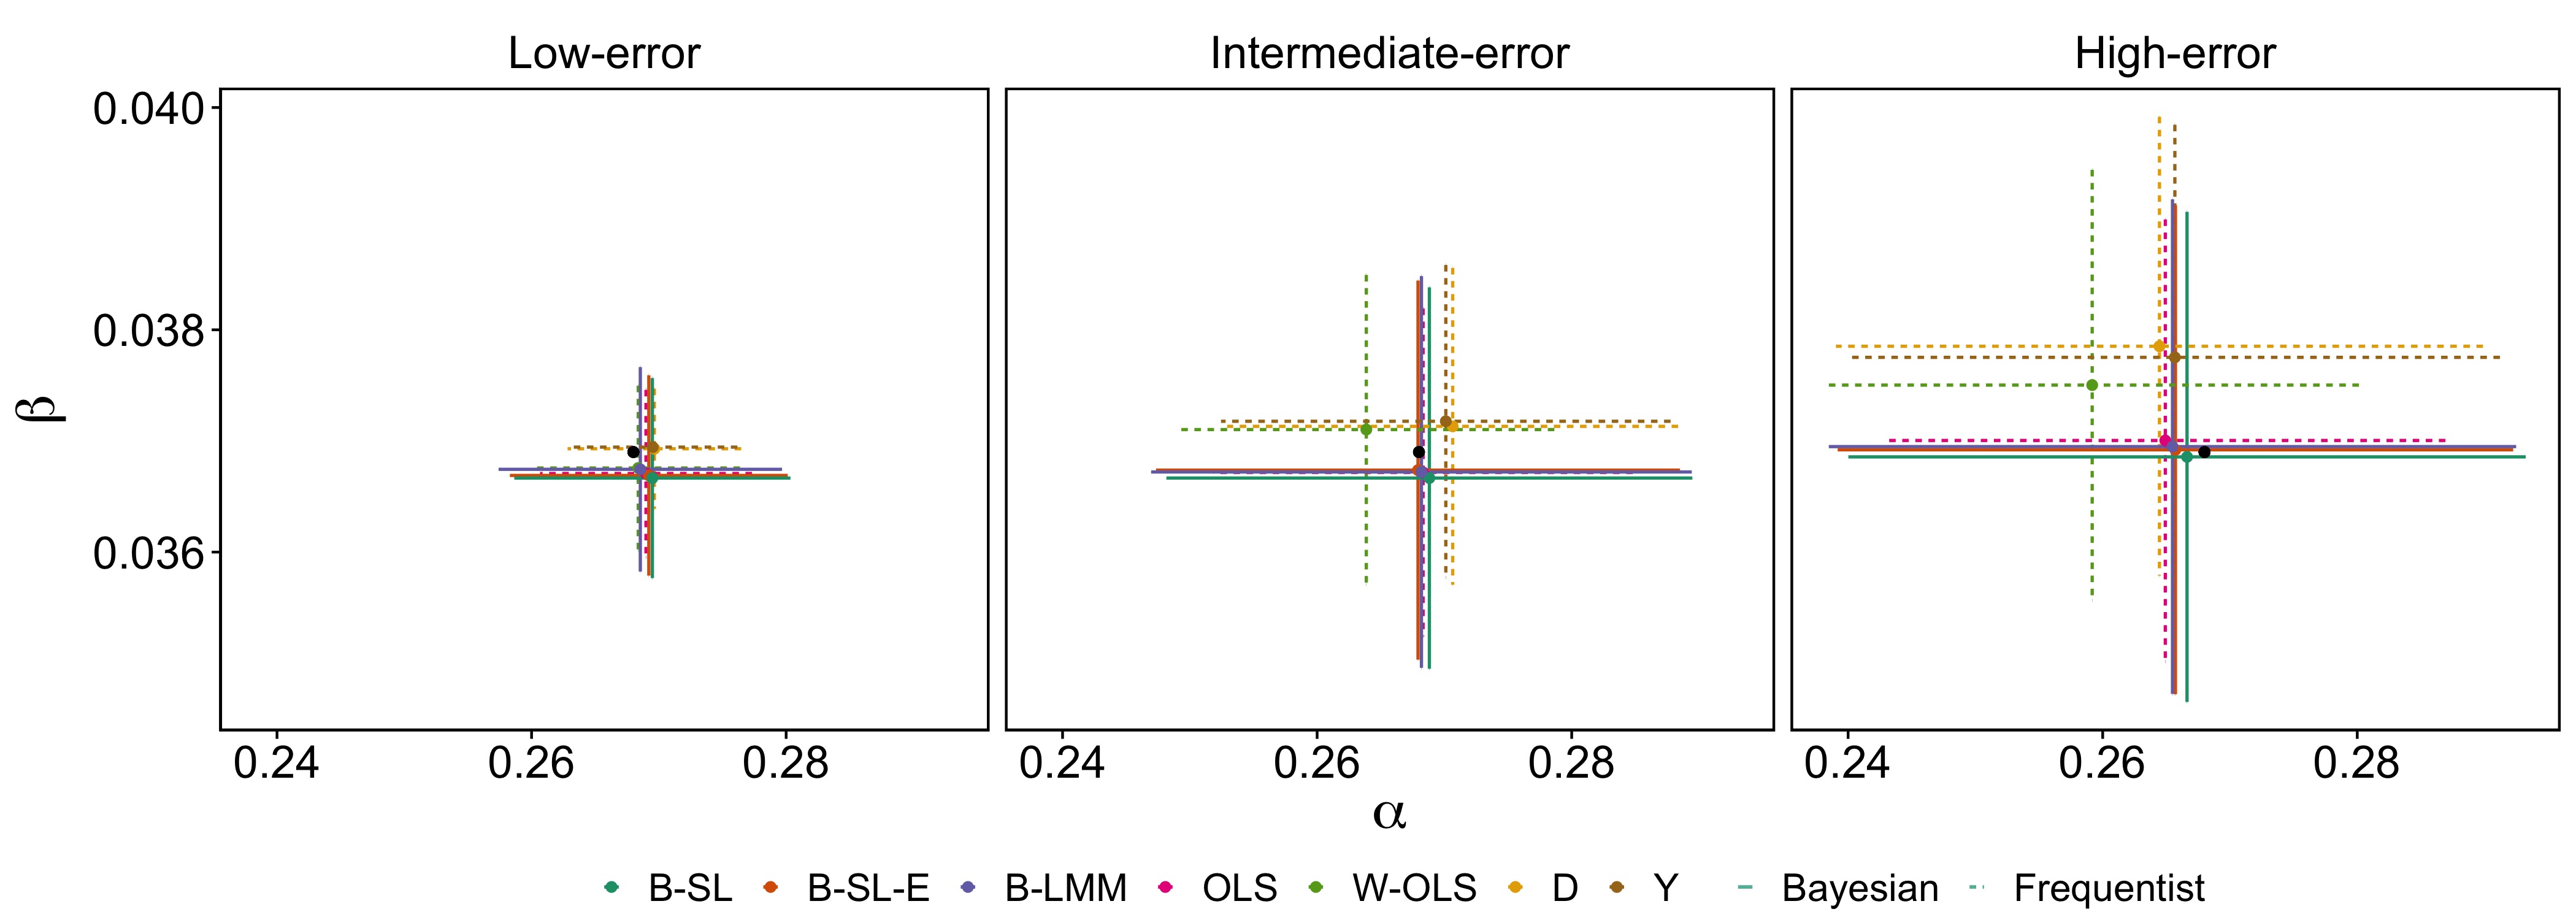 Low-error Intermediate-error High-error
0.040
0.038
0.036
β
0.24 0.26 0.28 0.24 0.26 0.28 0.24 0.26 0.28
α
B-SL B-SL-E B-LMM OLS W-OLS D Y Bayesian Frequentist